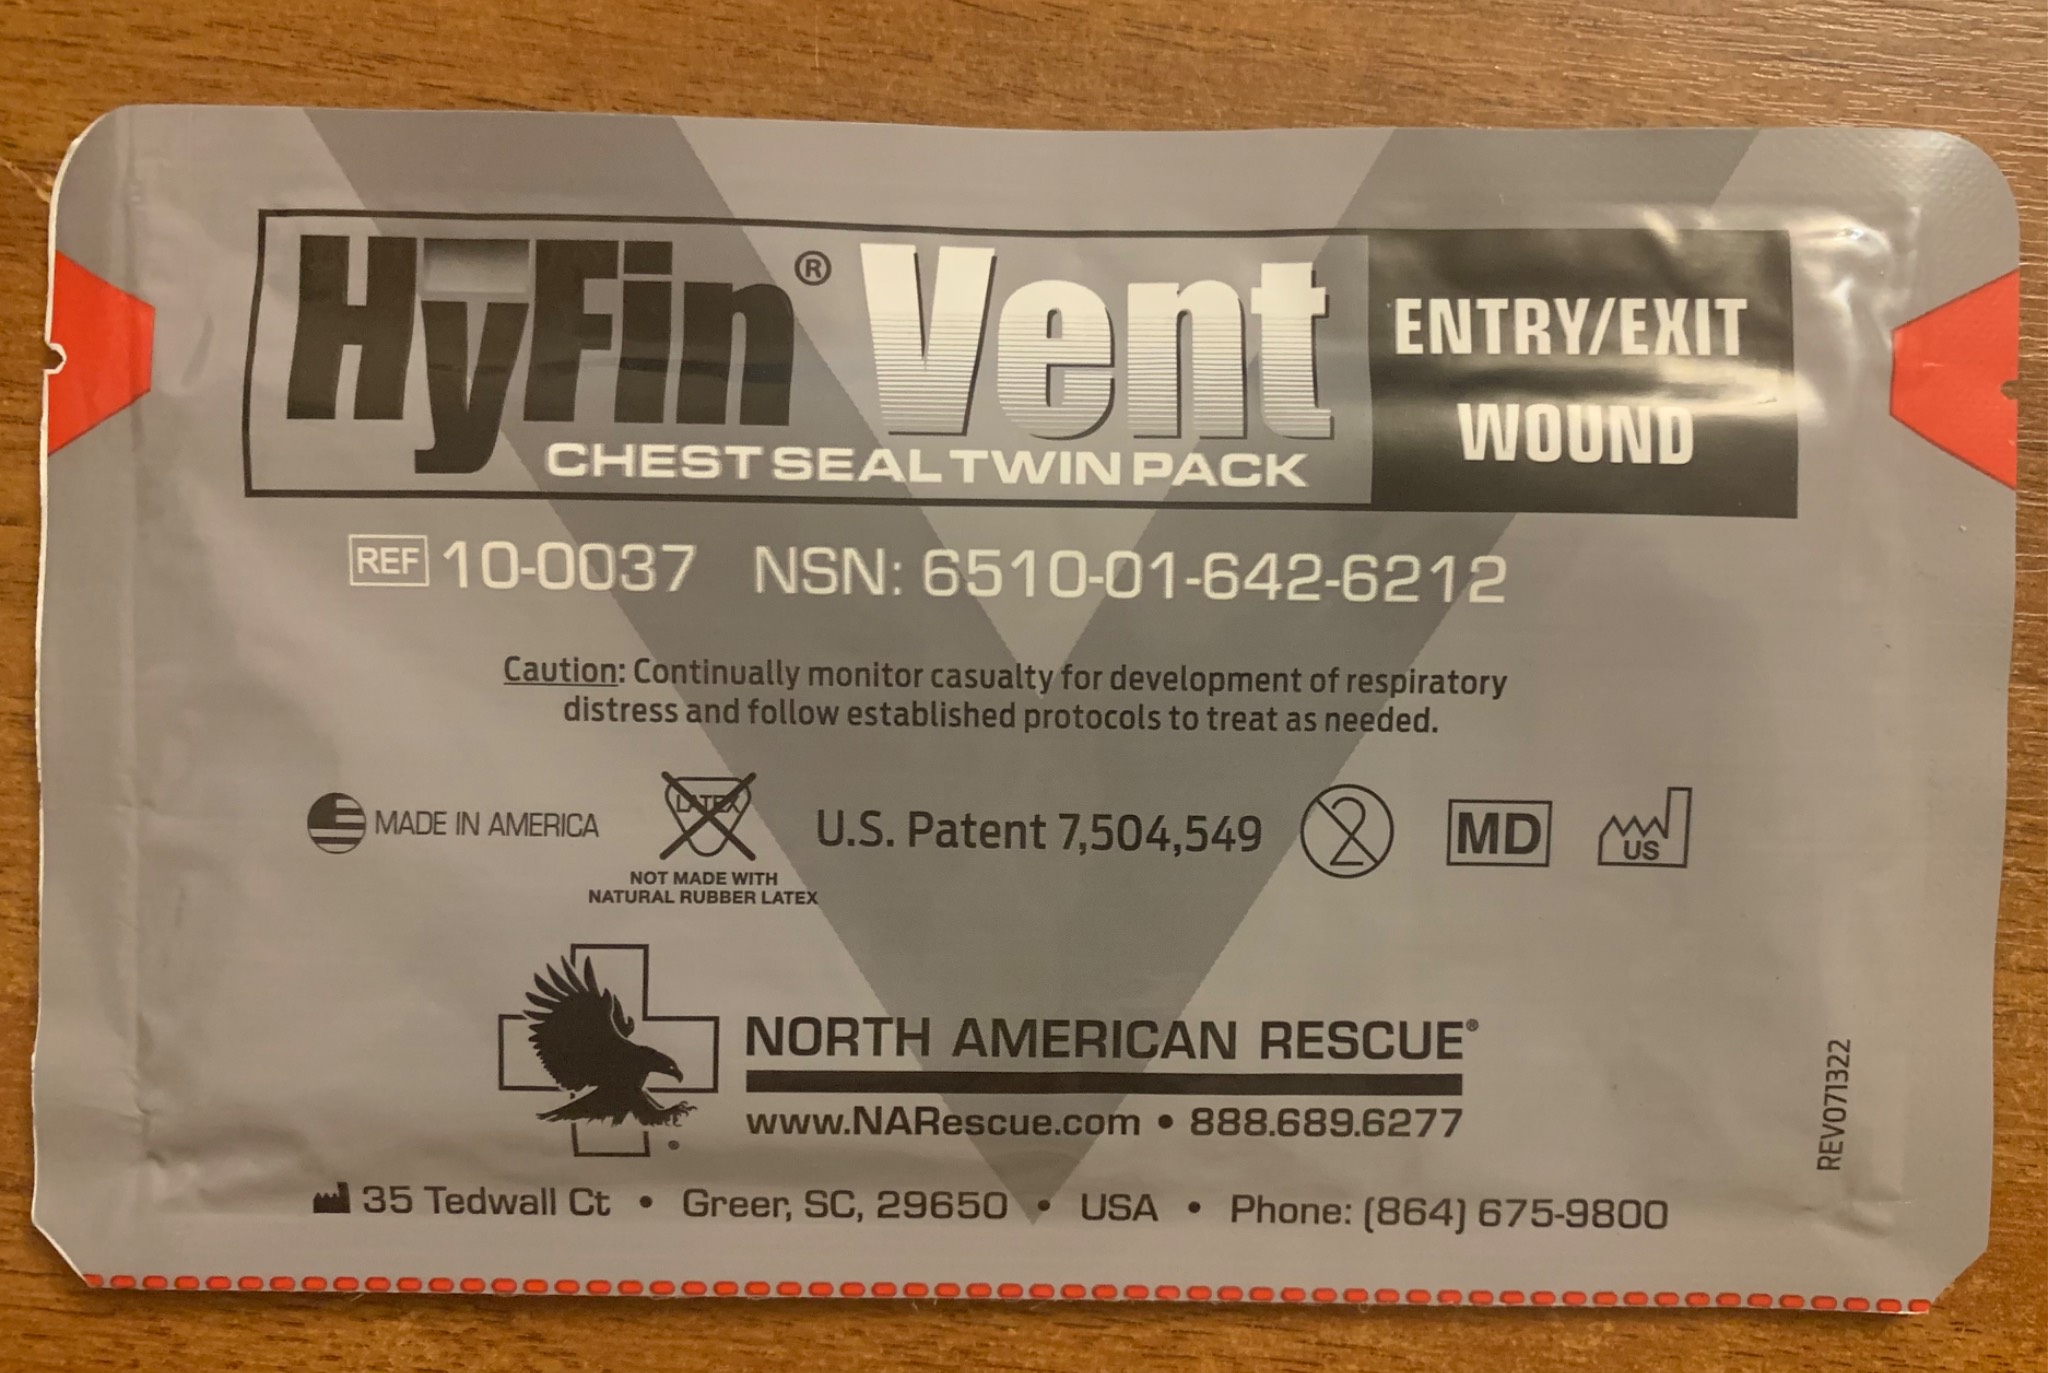 HyFin® Vent
CHEST SEAL TWIN PACK
ENTRY/EXIT
WOUND
REF 10-0037 NSN: 6510-01-642-6212
Caution: Continually monitor casualty for development of respiratory
distress and follow established protocols to treat as needed.
MADE IN AMERICA
LATEX
NOT MADE WITH
NATURAL RUBBER LATEX
U.S. Patent 7,504,549
2
MD
US
NORTH AMERICAN RESCUE®
www.NARescue.com • 888.689.6277
35 Tedwall Ct • Greer, SC, 29650 • USA • Phone: (864) 675-9800
REV071322